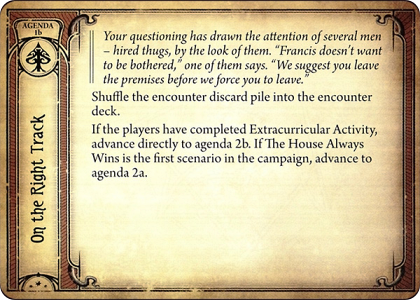 AGENDA
1b
On the Right Track
Your questioning has drawn the attention of several men
– hired thugs, by the look of them. “Francis doesn’t want
to be bothered,” one of them says. “We suggest you leave
the premises before we force you to leave.”
Shuffle the encounter discard pile into the encounter
deck.
If the players have completed Extracurricular Activity,
advance directly to agenda 2b. If The House Always
Wins is the first scenario in the campaign, advance to
agenda 2a.